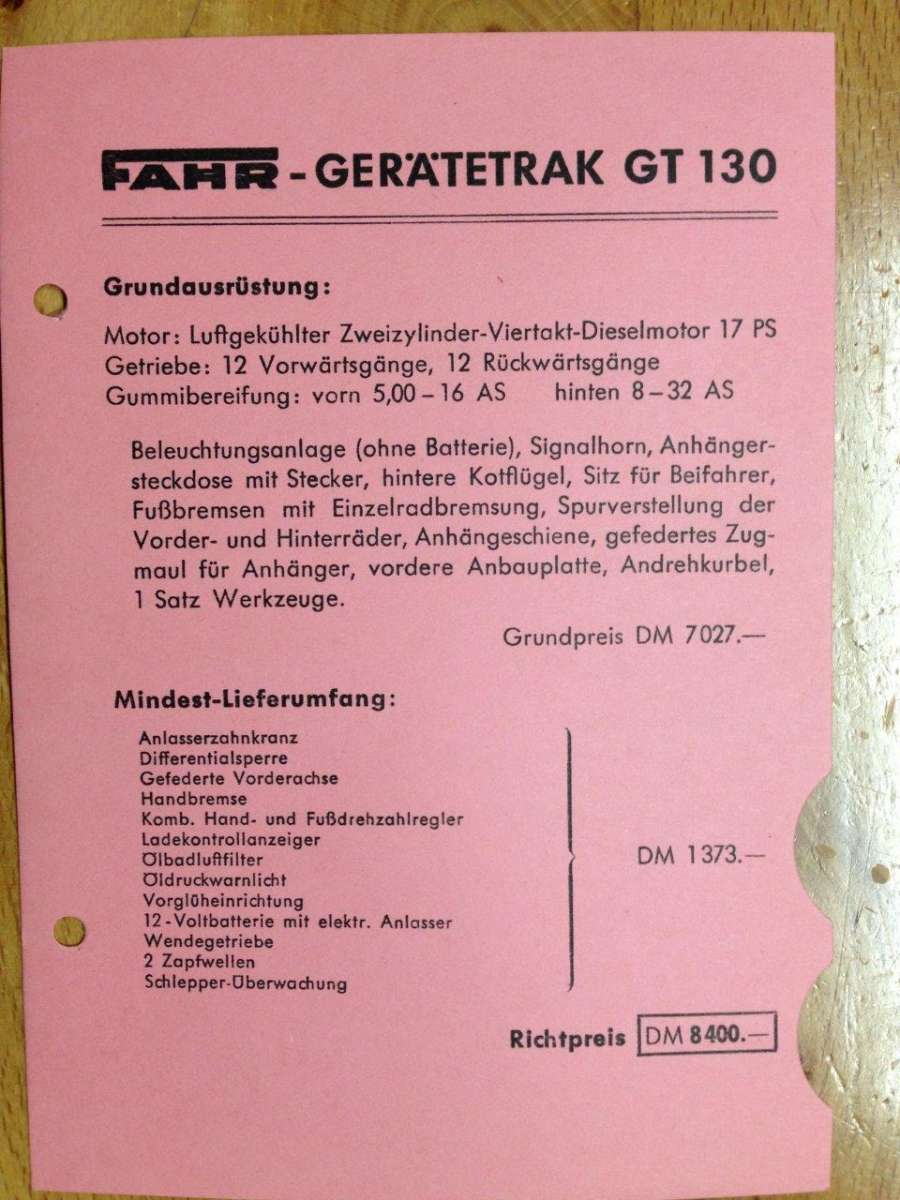 FAHR - GERÄTETRAK GT 130
Grundausrüstung:
Motor: Luftgekühlter Zweizylinder-Viertakt-Dieselmotor 17 PS
Getriebe: 12 Vorwärtsgänge, 12 Rückwärtsgänge
Gummibereifung: vorn 5,00 – 16 AS hinten 8 – 32 AS
Beleuchtungsanlage (ohne Batterie), Signalhorn, Anhänger-
steckdose mit Stecker, hintere Kotflügel, Sitz für Beifahrer,
Fußbremsen mit Einzelradbremsung, Spurverstellung der
Vorder- und Hinterräder, Anhängeschiene, gefedertes Zug-
maul für Anhänger, vordere Anbauplatte, Andrehkurbel,
1 Satz Werkzeuge.
Grundpreis DM 7027.—
Mindest-Lieferumfang:
Anlasserzahnkranz
Differentialsperre
Gefederte Vorderachse
Handbremse
Komb. Hand- und Fußdrehzahlregler
Ladekontrollanzeiger
Ölbadluftfilter
Öldruckwarnlicht
Vorglüheinrichtung
12-Voltbatterie mit elektr. Anlasser
Wendegetriebe
2 Zapfwellen
Schlepper-Überwachung
DM 1373.—
Richtpreis DM 8400.—